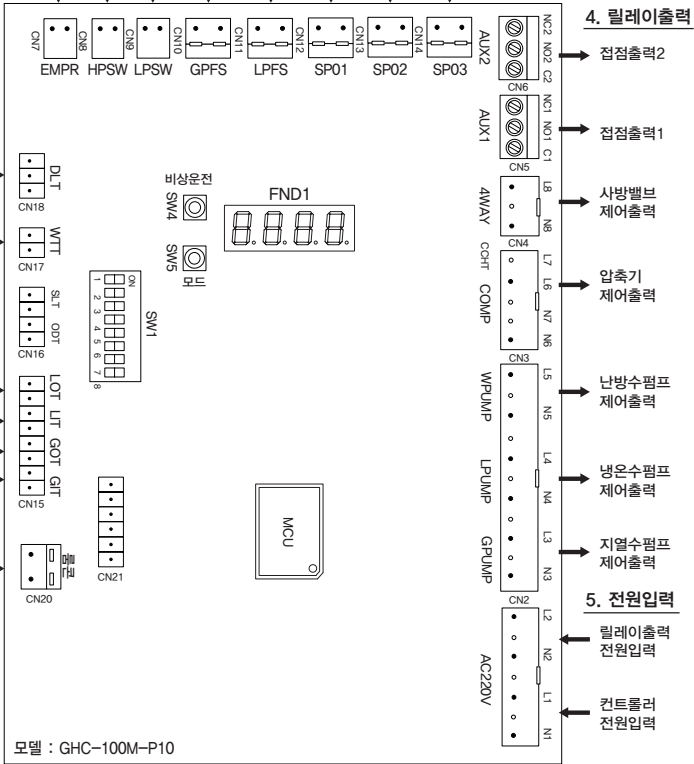 CN7
CN8
CN9
CN10
CN11
CN12
CN13
CN14
EMPR
HPSW
LPSW
GPFS
LPFS
SP01
SP02
SP03
AUX2
NC2
NO2
C2
CN6
AUX1
NC1
NO1
C1
CN5
4WAY
L8
N8
CN4
CCHT
COMP
L7
L6
N7
N6
CN3
WPUMP
LPUMP
GPUMP
L5
N5
L4
N4
L3
N3
CN2
AC220V
L2
N2
L1
N1
4. 릴레이출력
접점출력2
접점출력1
사방밸브
제어출력
압축기
제어출력
난방수펌프
제어출력
냉온수펌프
제어출력
지열수펌프
제어출력
5. 전원입력
릴레이출력
전원입력
컨트롤러
전원입력
DLT
CN18
WTT
CN17
SLT
ODT
CN16
LOT
LIT
GOT
GIT
CN15
룸콘
CN20
CN21
비상운전
SW4
SW5
모드
FND1
8.8.8.8.
ON
1
2
3
4
5
6
7
8
SW1
MCU
모델 : GHC-100M-P10